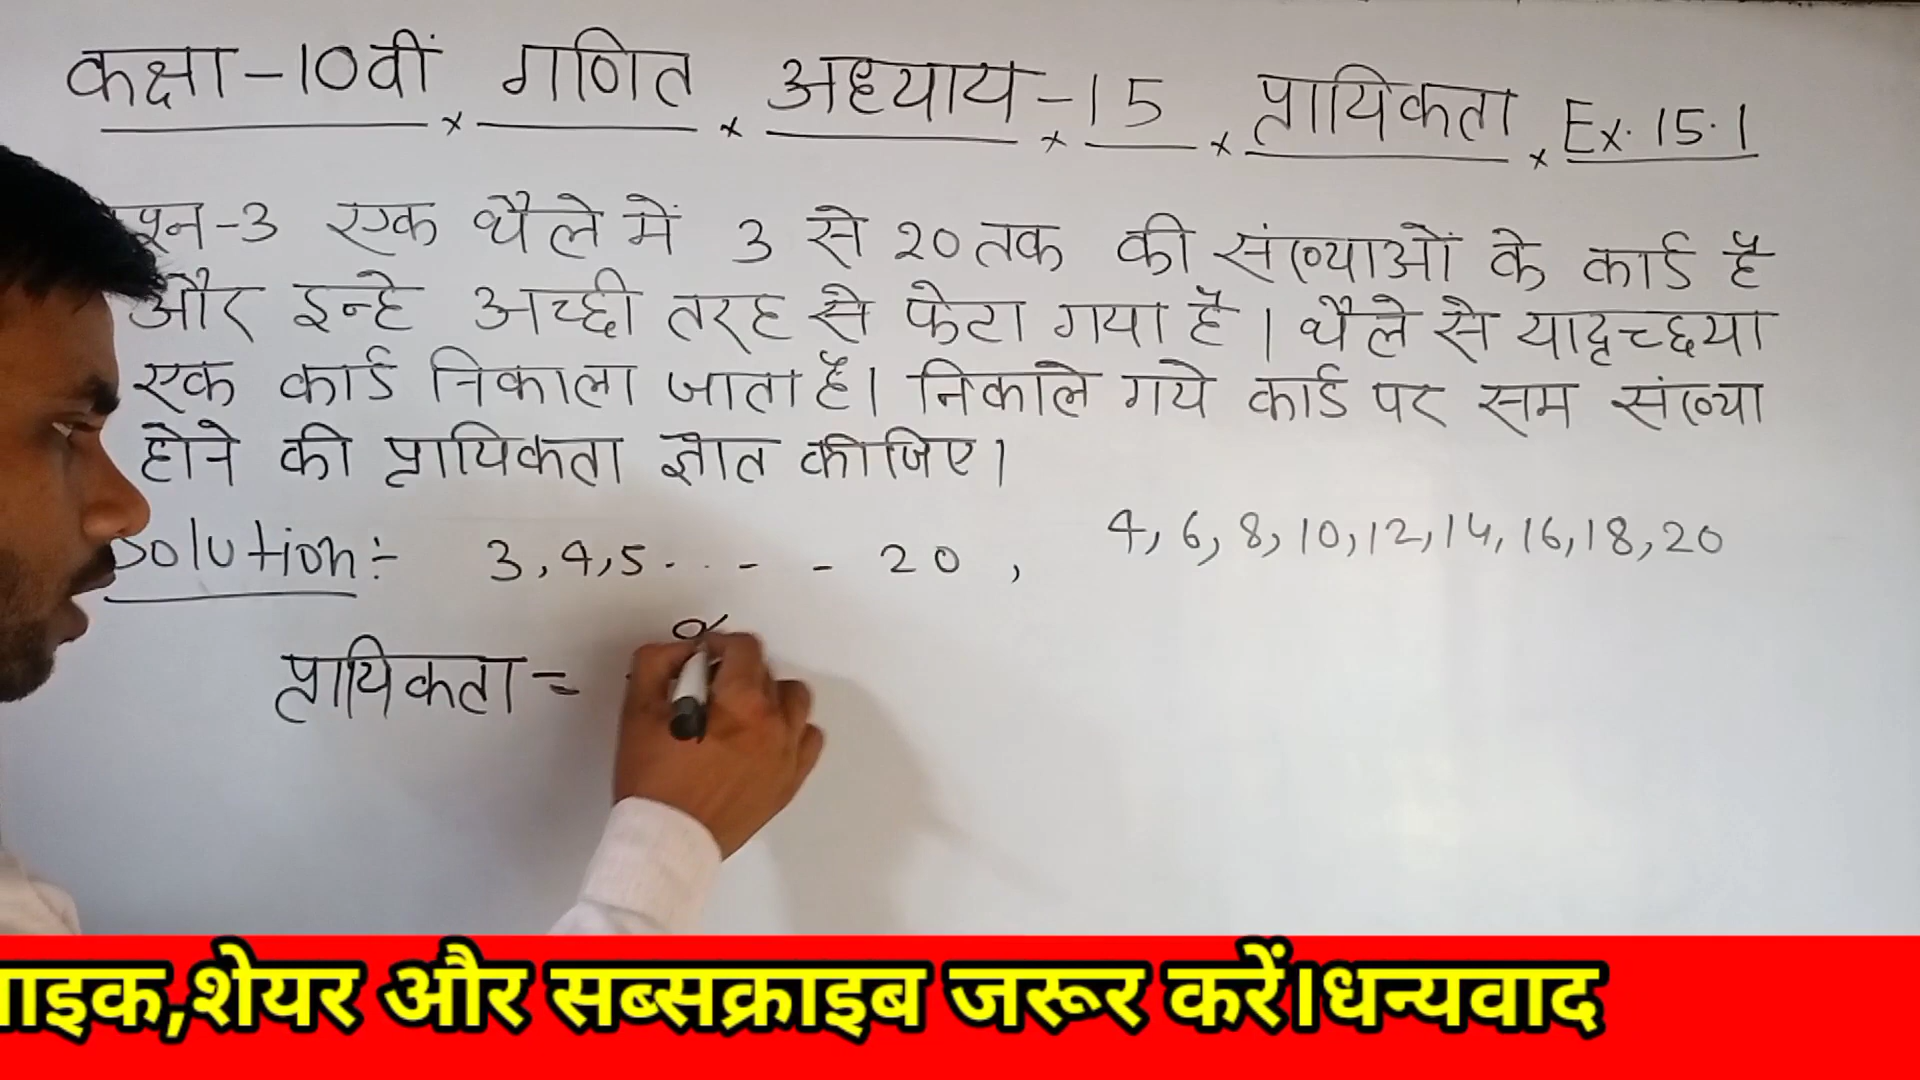 कक्षा-10वीं × गणित × अध्याय-15 × प्रायिकता × Ex. 15.1
-3 एक थैले में 3 से 20 तक की संख्याओं के कार्ड है
और इन्हे अच्छी तरह से फेटा गया है। थैले से यादृच्छया
एक कार्ड निकाला जाता है। निकाले गये कार्ड पर सम संख्या
होने की प्रायिकता ज्ञात कीजिए।
Solution :- 3,4,5. . . - - 20 , 4, 6, 8, 10, 12, 14, 16, 18, 20
प्रायिकता =
शेयर और सब्सक्राइब जरूर करें।धन्यवाद